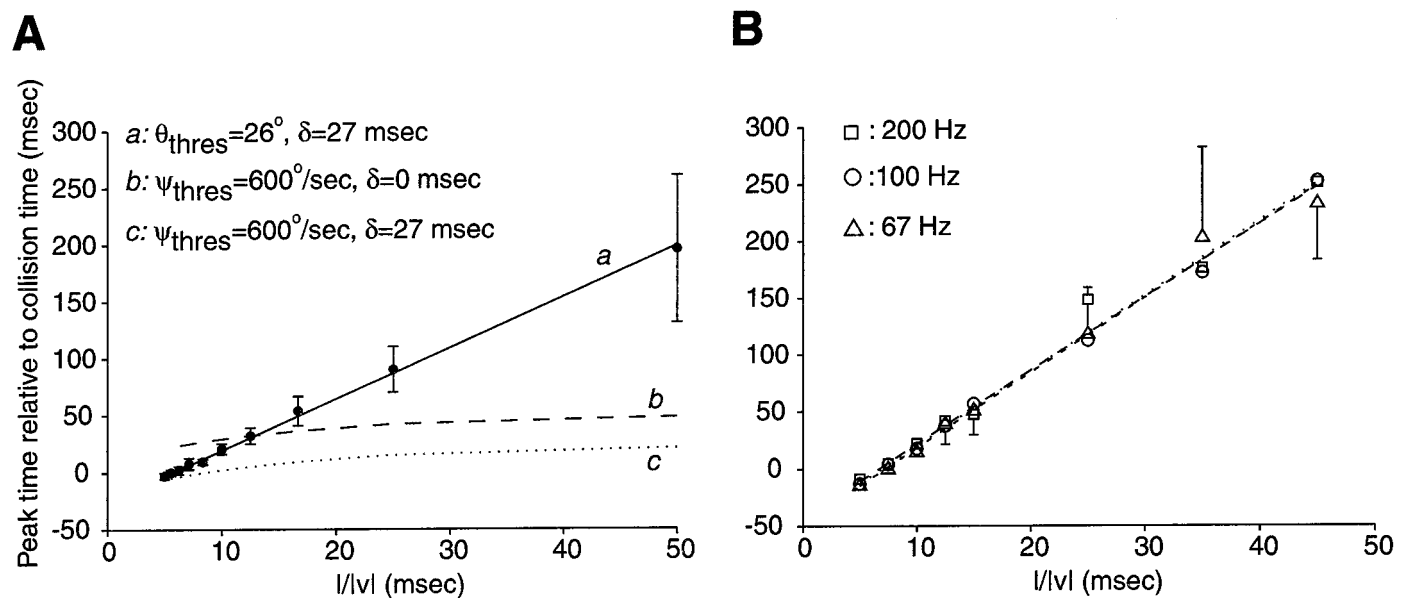 A
Peak time relative to collision time (msec)
300
250
200
150
100
50
0
-50
a: θthres=26°, δ=27 msec
b: ψthres=600°/sec, δ=0 msec
c: ψthres=600°/sec, δ=27 msec
a
b
c
0 10 20 30 40 50
l/|v| (msec)
B
300
250
200
150
100
50
0
-50
□ : 200 Hz
○ :100 Hz
△ : 67 Hz
0 10 20 30 40 50
l/|v| (msec)